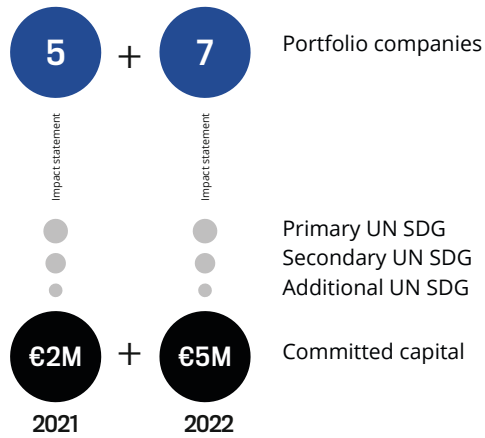 5 + 7 Portfolio companies
Impact statement Impact statement
Primary UN SDG
Secondary UN SDG
Additional UN SDG
€2M + €5M Committed capital
2021 2022